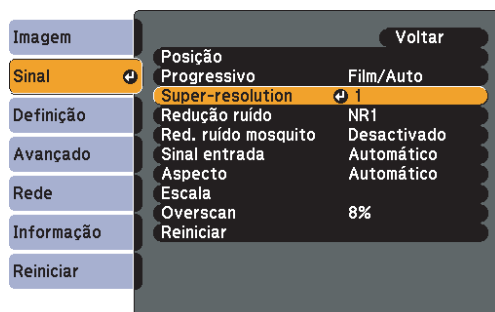 Imagem
Sinal
Definição
Avançado
Rede
Informação
Reiniciar
Voltar
Posição
Progressivo Film/Auto
Super-resolution 1
Redução ruído NR1
Red. ruído mosquito Desactivado
Sinal entrada Automático
Aspecto Automático
Escala
Overscan 8%
Reiniciar